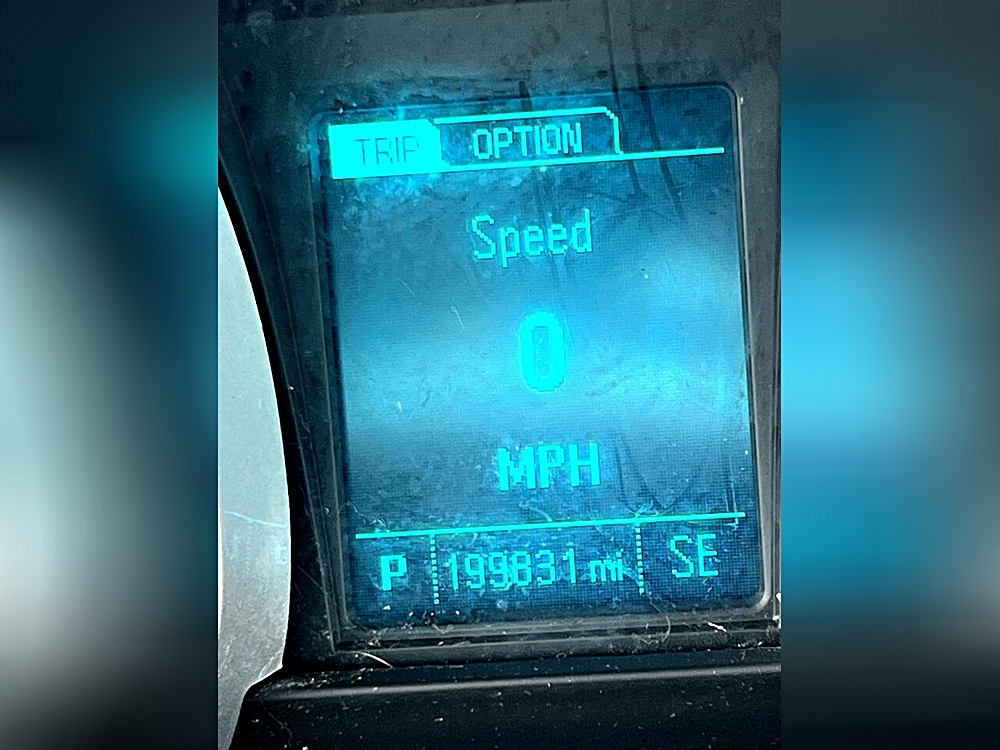 TRIP OPTION
Speed
0
MPH
P 199831 mi SE